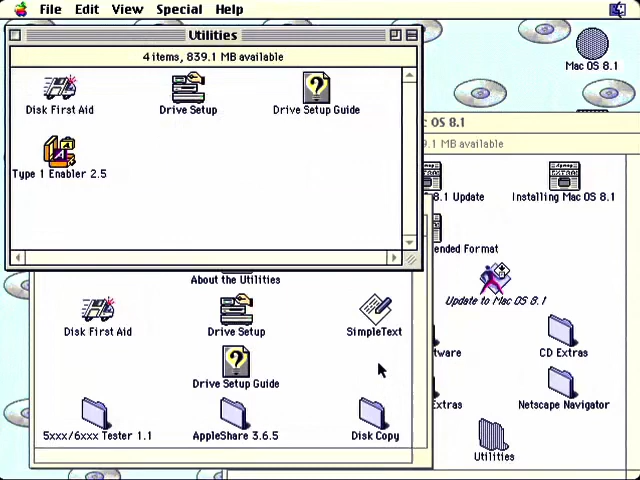 File Edit View Special Help
Utilities
4 items, 839.1 MB available
Mac OS 8.1
Disk First Aid
Drive Setup
Drive Setup Guide
Type 1 Enabler 2.5
OS 8.1
.1 MB available
8.1 Update
Installing Mac OS 8.1
ended Format
Update to Mac OS 8.1
tware
CD Extras
Extras
Netscape Navigator
Utilities
About the Utilities
Disk First Aid
Drive Setup
SimpleText
Drive Setup Guide
5xxx/6xxx Tester 1.1
AppleShare 3.6.5
Disk Copy